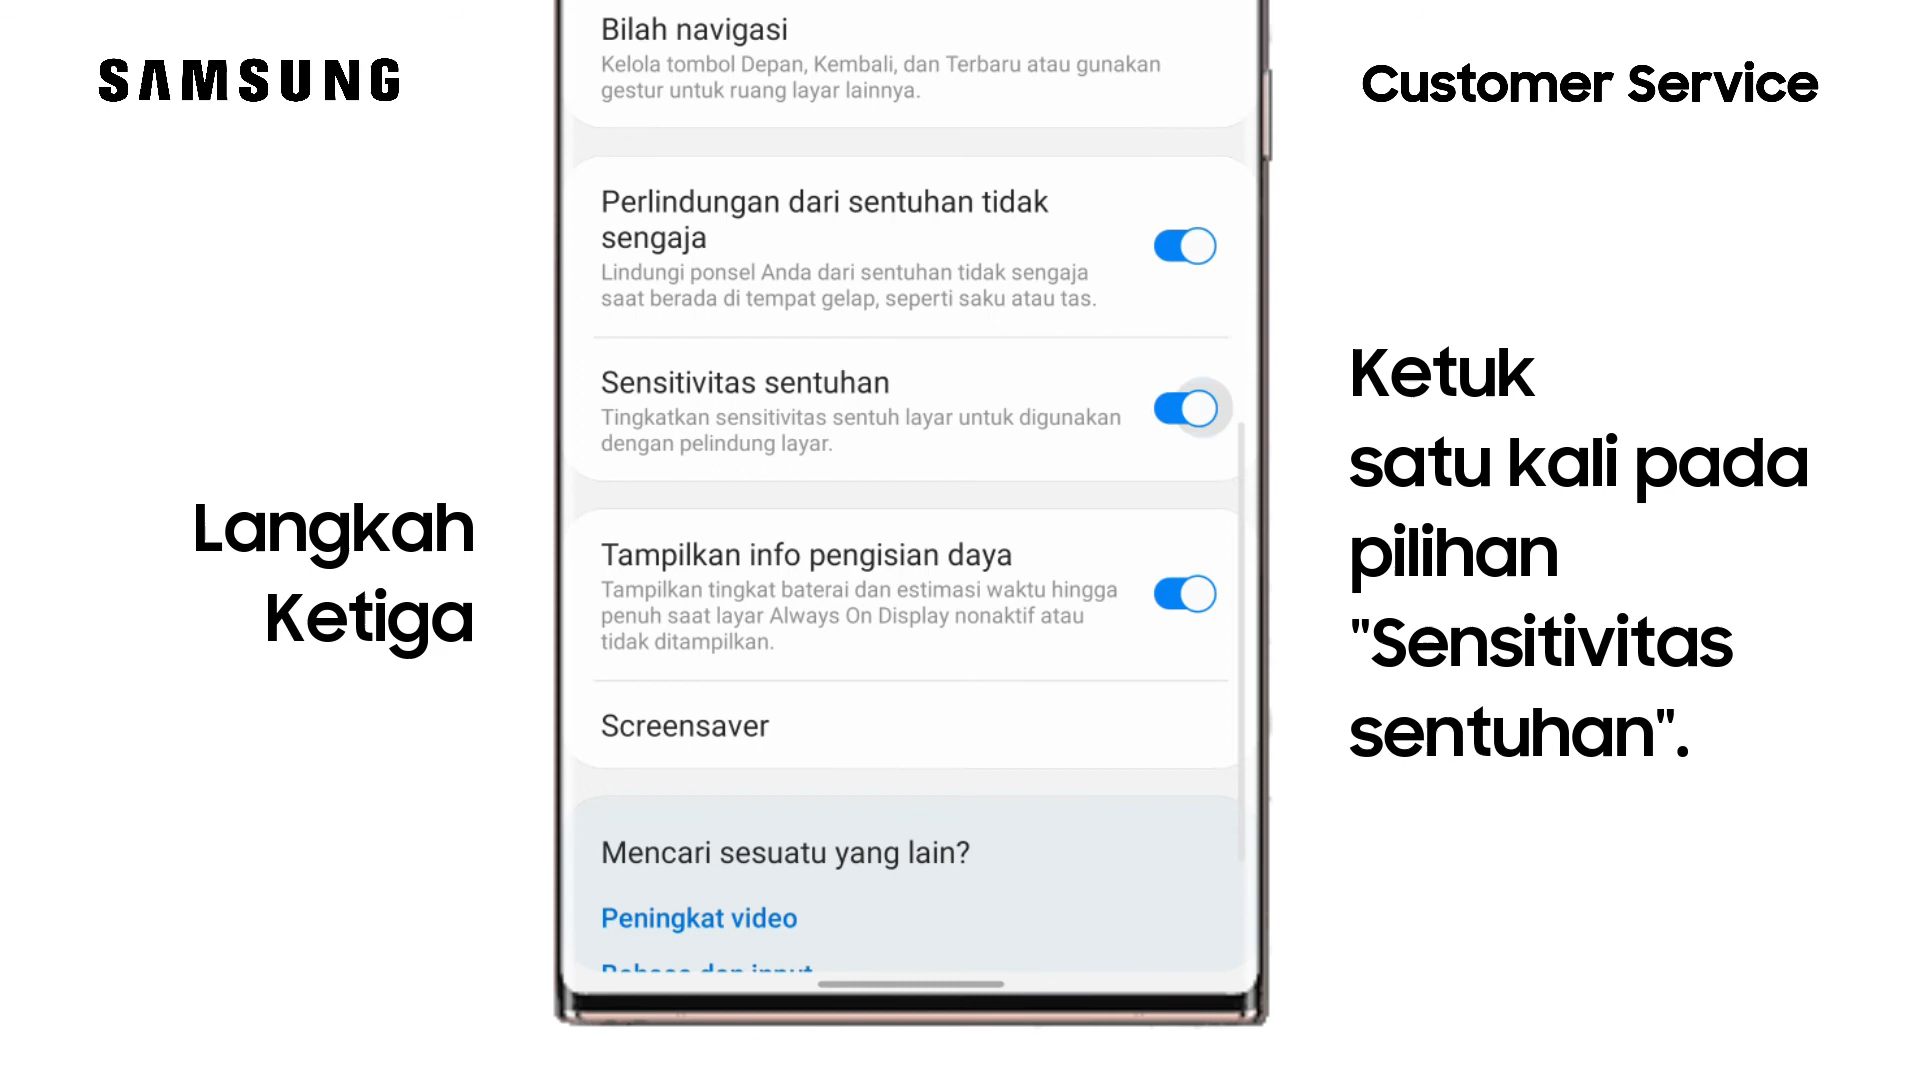 SAMSUNG
Customer Service
Langkah
Ketiga
Bilah navigasi
Kelola tombol Depan, Kembali, dan Terbaru atau gunakan
gestur untuk ruang layar lainnya.
Perlindungan dari sentuhan tidak
sengaja
Lindungi ponsel Anda dari sentuhan tidak sengaja
saat berada di tempat gelap, seperti saku atau tas.
Sensitivitas sentuhan
Tingkatkan sensitivitas sentuh layar untuk digunakan
dengan pelindung layar.
Tampilkan info pengisian daya
Tampilkan tingkat baterai dan estimasi waktu hingga
penuh saat layar Always On Display nonaktif atau
tidak ditampilkan.
Screensaver
Mencari sesuatu yang lain?
Peningkat video
Bahasa dan input
Ketuk
satu kali pada
pilihan
"Sensitivitas
sentuhan".